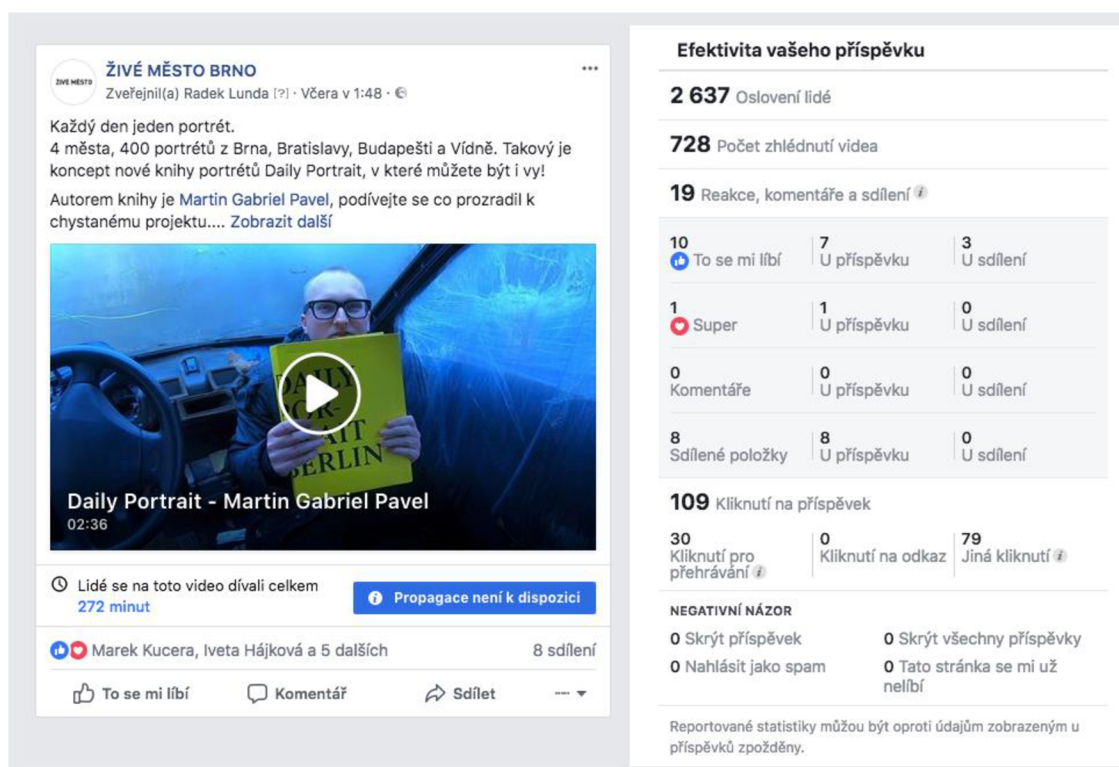 ŽIVÉ MĚSTO
ŽIVÉ MĚSTO BRNO
Zveřejnil(a) Radek Lunda [?] · Včera v 1:48 ·
Každý den jeden portrét.
4 města, 400 portrétů z Brna, Bratislavy, Budapešti a Vídně. Takový je
koncept nové knihy portrétů Daily Portrait, v které můžete být i vy!
Autorem knihy je Martin Gabriel Pavel, podívejte se co prozradil k
chystanému projektu.... Zobrazit další
DAILY
POR-
AIT
BERLIN
Daily Portrait - Martin Gabriel Pavel
02:36
Lidé se na toto video dívali celkem
272 minut
Propagace není k dispozici
Marek Kucera, Iveta Hájková a 5 dalších 8 sdílení
To se mi líbí Komentář Sdílet
Efektivita vašeho příspěvku
2 637 Oslovení lidé
728 Počet zhlédnutí videa
19 Reakce, komentáře a sdílení
10 7 3
To se mi líbí U příspěvku U sdílení
1 1 0
Super U příspěvku U sdílení
0 0 0
Komentáře U příspěvku U sdílení
8 8 0
Sdílené položky U příspěvku U sdílení
109 Kliknutí na příspěvek
30 0 79
Kliknutí pro Kliknutí na odkaz Jiná kliknutí
přehrávání
NEGATIVNÍ NÁZOR
0 Skrýt příspěvek 0 Skrýt všechny příspěvky
0 Nahlásit jako spam 0 Tato stránka se mi už
nelíbí
Reportované statistiky můžou být oproti údajům zobrazeným u
příspěvků zpožděny.